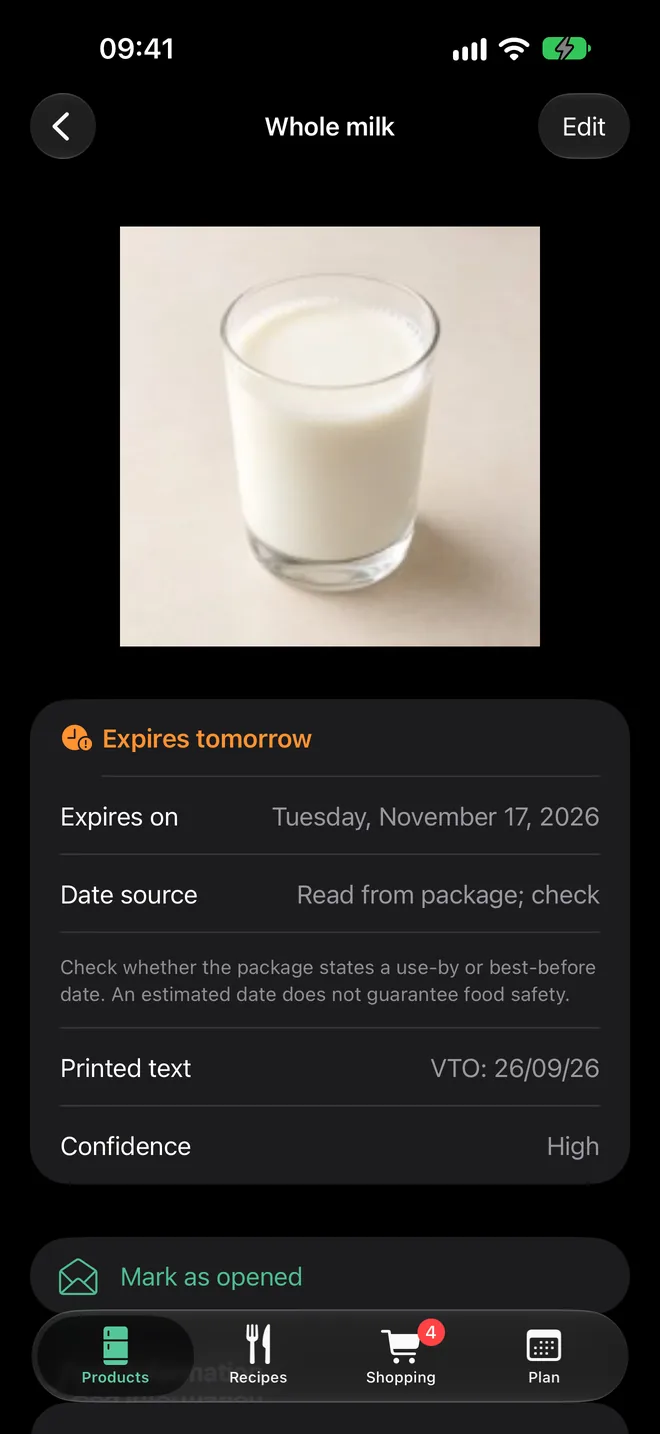 09:41
Whole milk
Edit
Expires tomorrow
Expires on
Tuesday, November 17, 2026
Date source
Read from package; check
Check whether the package states a use-by or best-before
date. An estimated date does not guarantee food safety.
Printed text
VTO: 26/09/26
Confidence
High
Mark as opened
4
Products
Recipes
Shopping
Plan